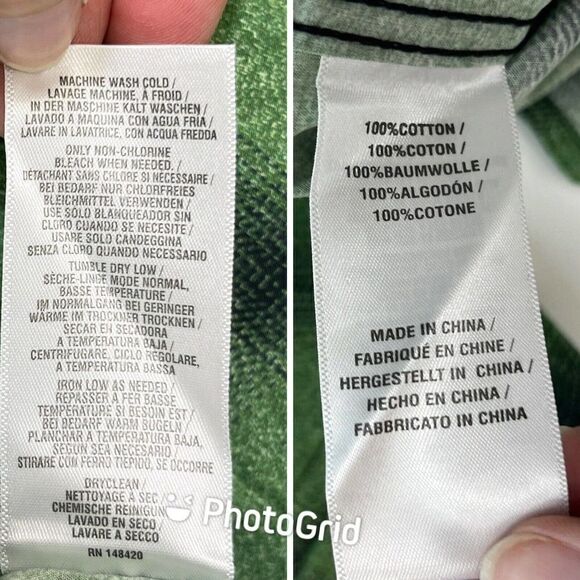 MACHINE WASH COLD /
LAVAGE MACHINE, A FROID /
IN DER MASCHINE KALT WASCHEN /
LAVADO A MAQUINA CON AGUA FRIA /
LAVARE IN LAVATRICE, CON ACQUA FREDDA
ONLY NON-CHLORINE
BLEACH WHEN NEEDED. /
DÉTACHANT SANS CHLORE SI NECESSAIRE /
BEI BEDARF NUR CHLORFREIES
BLEICHMITTEL VERWENDEN /
USE SOLO BLANQUEADOR SIN
CLORO CUANDO SE NECESITE /
USARE SOLO CANDEGGINA
SENZA CLORO QUANDO NECESSARIO
TUMBLE DRY LOW /
SÈCHE-LINGE MODE NORMAL,
BASSE TEMPERATURE /
IM NORMALGANG BEI GERINGER
WÄRME IM TROCKNER TROCKNEN /
SECAR EN SECADORA
A TEMPERATURA BAJA /
CENTRIFUGARE, CICLO REGOLARE,
A TEMPERATURA BASSA
IRON LOW AS NEEDED /
REPASSER A FER BASSE
TEMPERATURE SI BESOIN EST /
BEI BEDARF WARM BUGELN /
PLANCHAR A TEMPERATURA BAJA,
SEGÚN SEA NECESARIO /
STIRARE CON FERRO TIEPIDO, SE OCCORRE
DRYCLEAN /
NETTOYAGE A SEC /
CHEMISCHE REINIGUN
LAVADO EN SECO /
LAVARE A SECCO
RN 148420
100%COTTON /
100%COTON /
100%BAUMWOLLE /
100%ALGODÓN /
100%COTONE
MADE IN CHINA /
FABRIQUÉ EN CHINE /
HERGESTELLT IN CHINA /
HECHO EN CHINA /
FABBRICATO IN CHINA
PhotoGrid